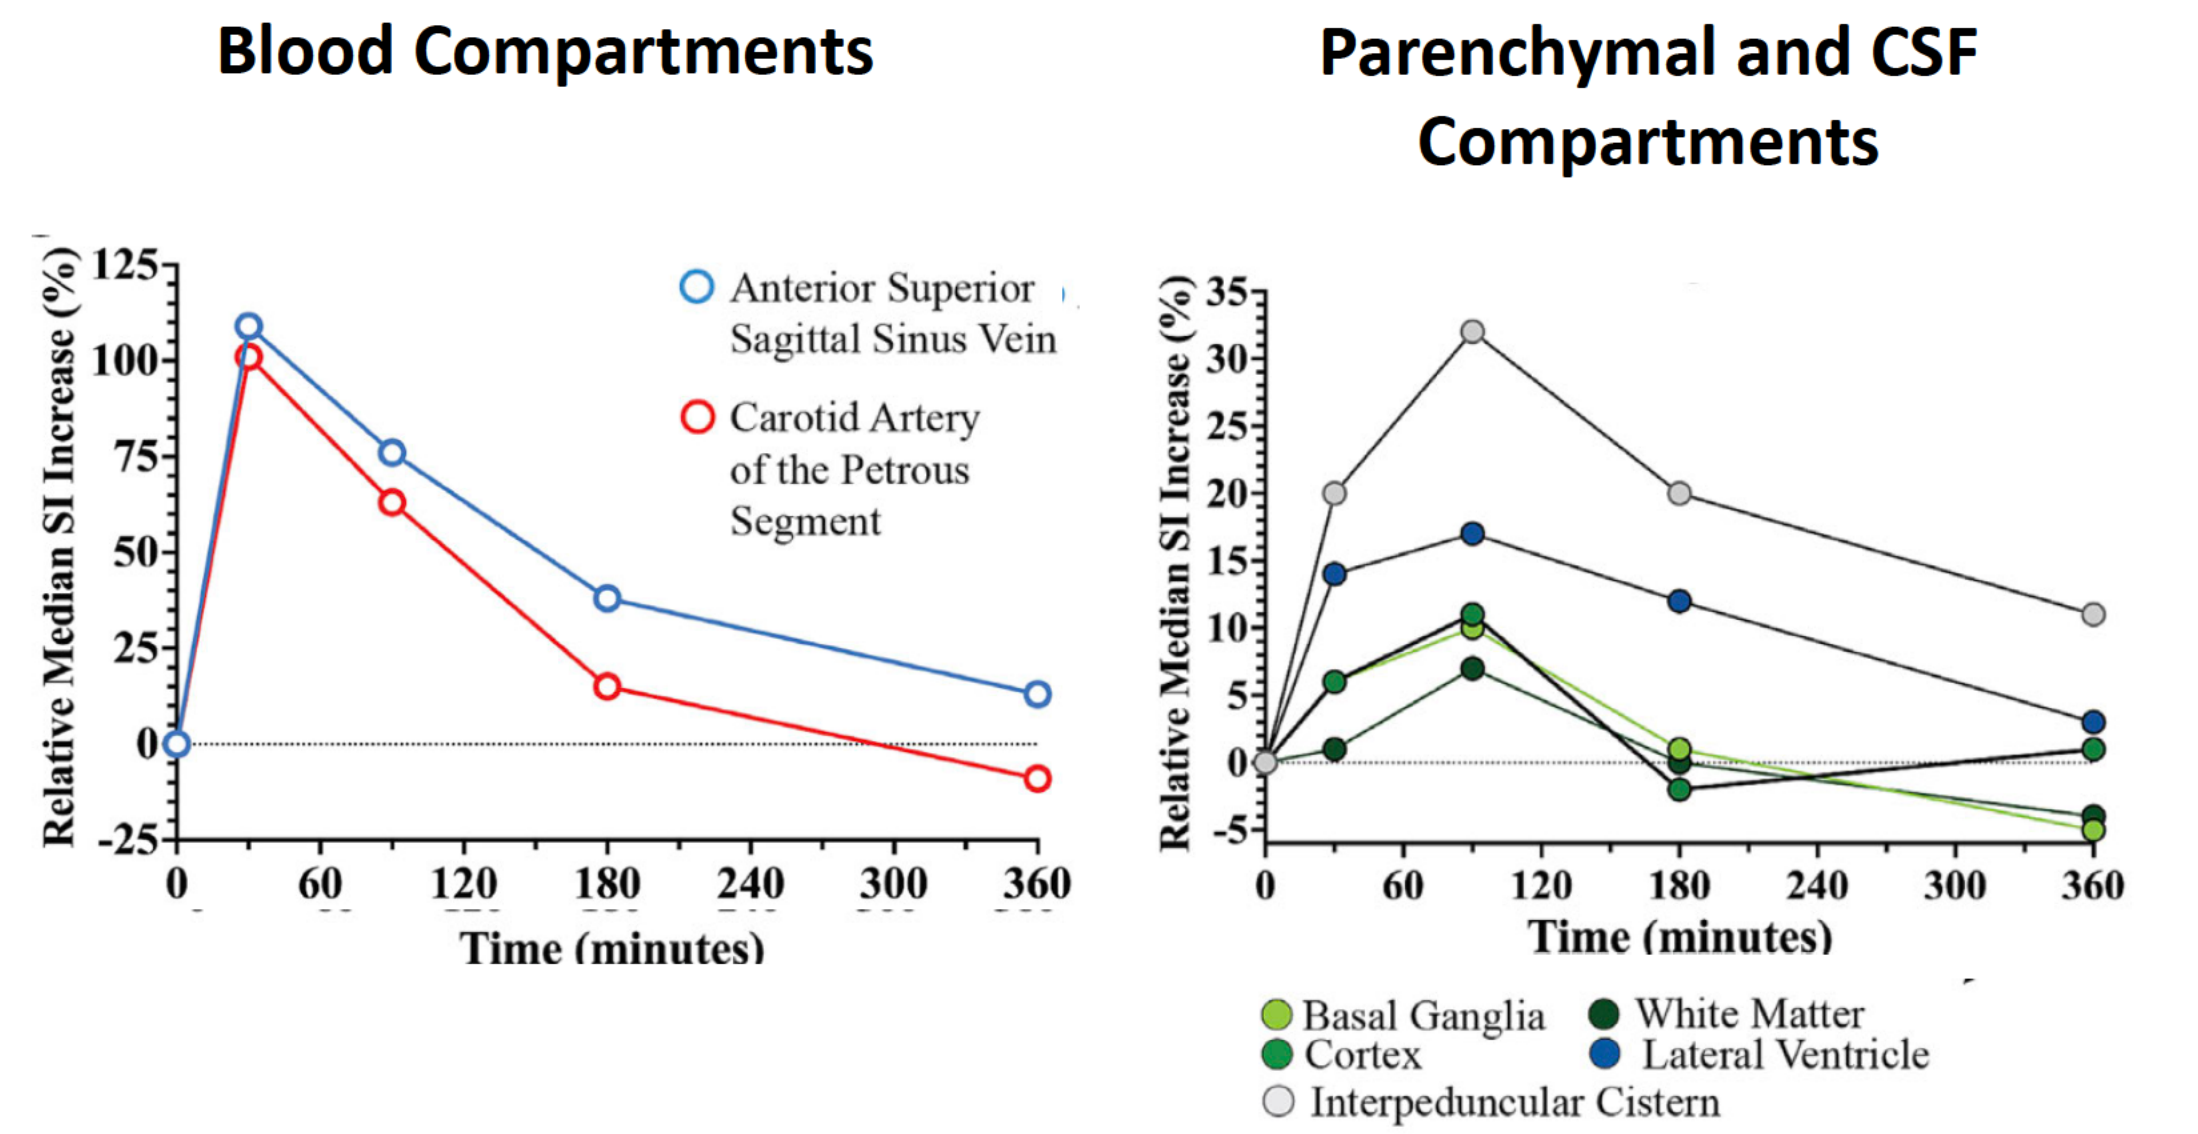 Blood Compartments
Parenchymal and CSF
Compartments
Relative Median SI Increase (%)
125
100
75
50
25
0
-25
0 60 120 180 240 300 360
Time (minutes)
Anterior Superior
Sagittal Sinus Vein
Carotid Artery
of the Petrous
Segment
Relative Median SI Increase (%)
35
30
25
20
15
10
5
0
-5
0 60 120 180 240 300 360
Time (minutes)
Basal Ganglia White Matter
Cortex Lateral Ventricle
Interpeduncular Cistern